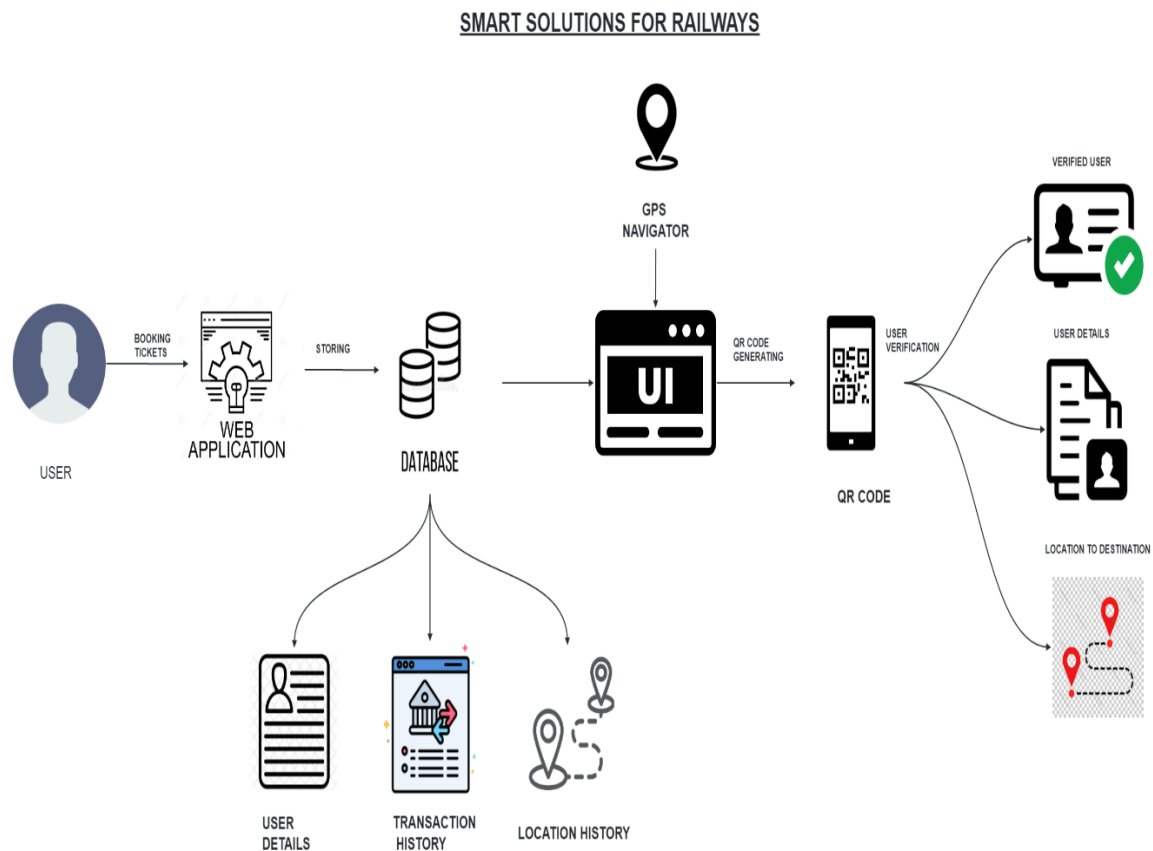 SMART SOLUTIONS FOR RAILWAYS
GPS
NAVIGATOR
VERIFIED USER
BOOKING
TICKETS
STORING
UI
QR CODE
GENERATING
USER
VERIFICATION
USER DETAILS
WEB
APPLICATION
USER
DATABASE
QR CODE
LOCATION TO DESTINATION
USER
DETAILS
TRANSACTION
HISTORY
LOCATION HISTORY